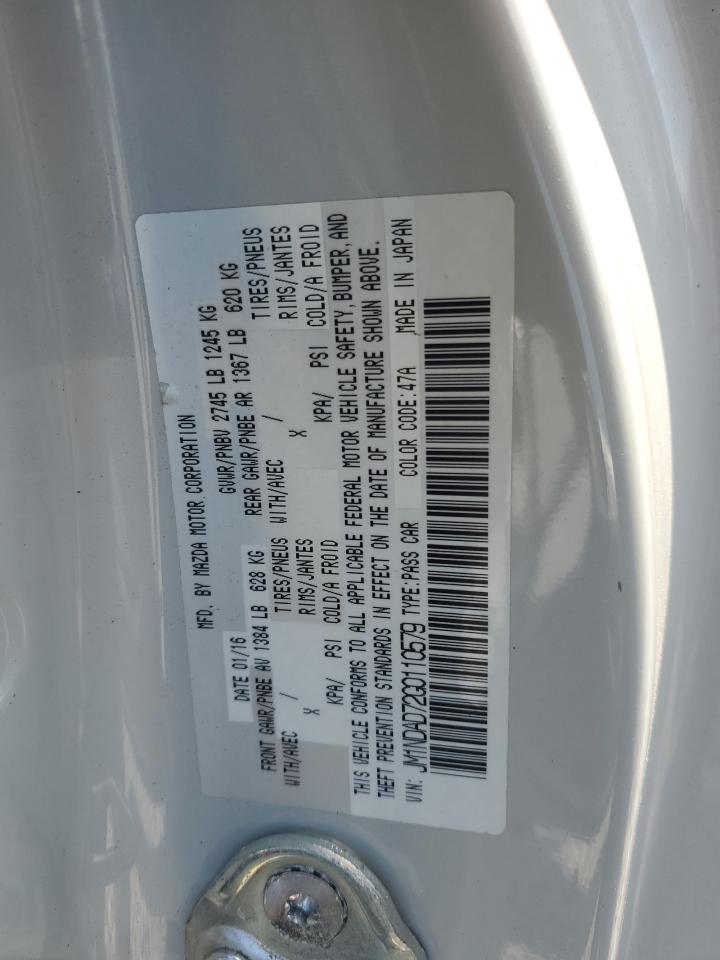 MFD. BY MAZDA MOTOR CORPORATION
DATE 01/16 GVWR/PNBV 2745 LB 1245 KG
FRONT GAWR/PNBE AV 1384 LB 628 KG REAR GAWR/PNBE AR 1367 LB 620 KG
WITH/AVEC / TIRES/PNEUS WITH/AVEC / TIRES/PNEUS
X RIMS/JANTES X RIMS/JANTES
KPA/ PSI COLD/A FROID KPA/ PSI COLD/A FROID
THIS VEHICLE CONFORMS TO ALL APPLICABLE FEDERAL MOTOR VEHICLE SAFETY, BUMPER, AND
THEFT PREVENTION STANDARDS IN EFFECT ON THE DATE OF MANUFACTURE SHOWN ABOVE.
VIN: JM1NDAD72G0110579 TYPE:PASS CAR COLOR CODE:47A MADE IN JAPAN